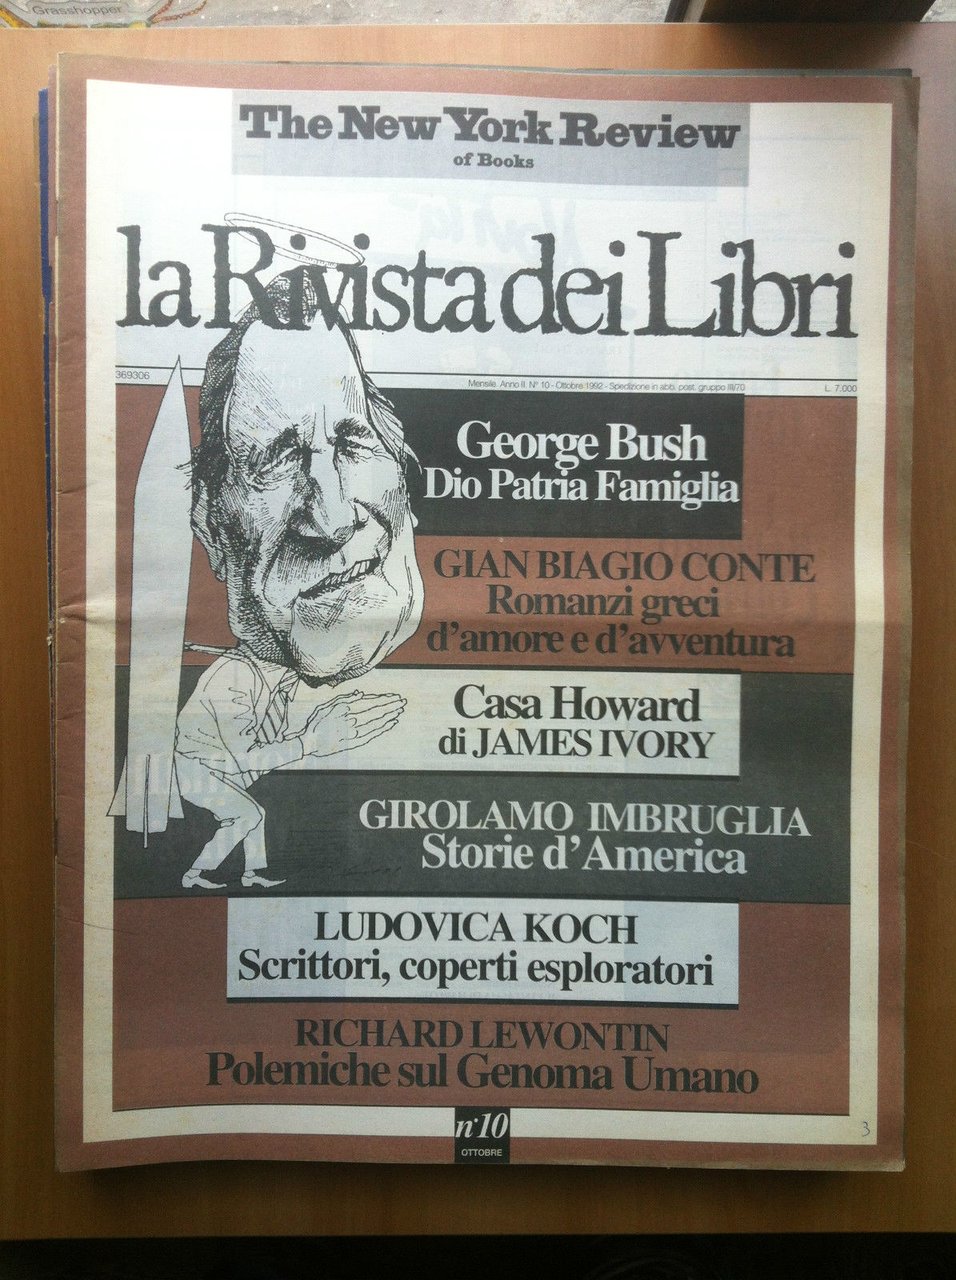 Grasshopper
The New York Review
of Books
la Rivista dei Libri
369306
Mensile. Anno II. N° 10 - Ottobre 1992 - Spedizione in abb. post. gruppo III/70
L. 7.000
George Bush
Dio Patria Famiglia
GIAN BIAGIO CONTE
Romanzi greci
d'amore e d'avventura
Casa Howard
di JAMES IVORY
GIROLAMO IMBRUGLIA
Storie d'America
LUDOVICA KOCH
Scrittori, coperti esploratori
RICHARD LEWONTIN
Polemiche sul Genoma Umano
n° 10
OTTOBRE
3